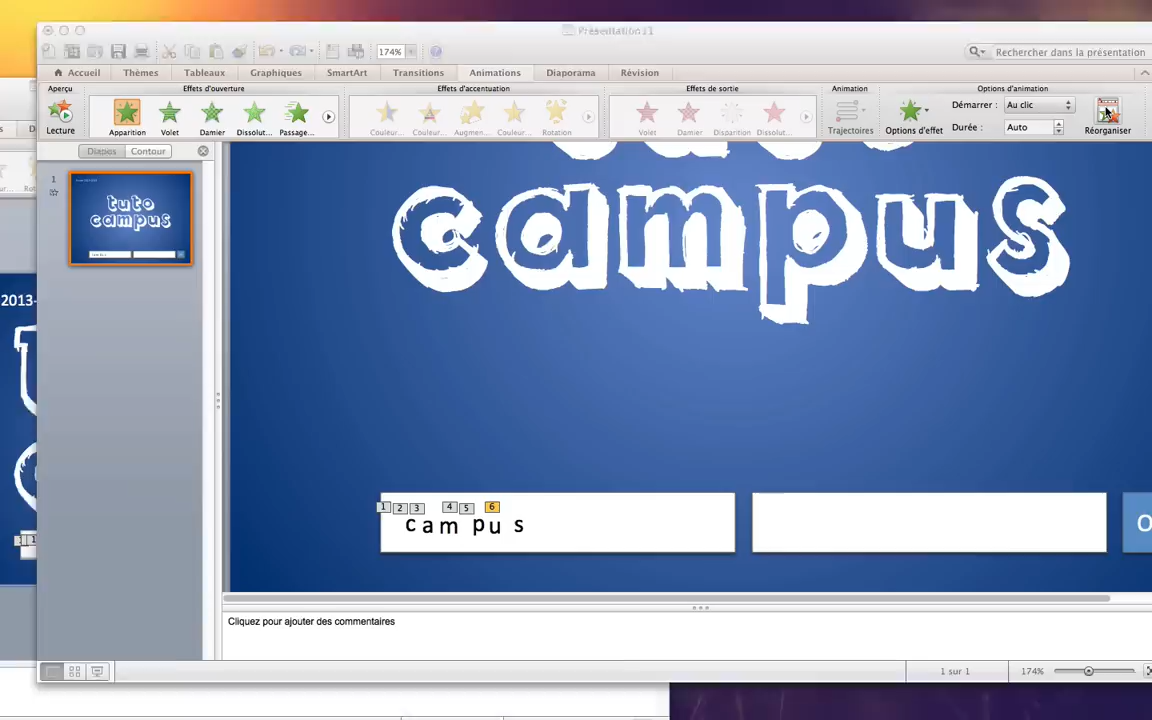 Présentation11
174%
Rechercher dans la présentation
Accueil Thèmes Tableaux Graphiques SmartArt Transitions Animations Diaporama Révision
Aperçu Effets d'ouverture Effets d'accentuation Effets de sortie Animation Options d'animation
Démarrer: Au clic
Durée: Auto
Lecture Apparition Volet Damier Dissolut... Passage... Couleur... Couleur... Augmen... Couleur... Rotation Volet Damier Disparition Dissolut... Trajectoires Options d'effet Réorganiser
Diapos Contour
1
tuto
campus
campus
2013-
1 2 3 4 5 6
c a m p u s
O
Cliquez pour ajouter des commentaires
1 sur 1 174%